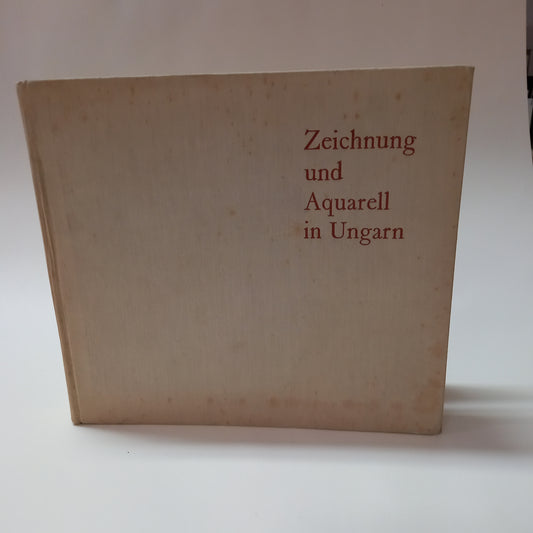 Zeichnung
und
Aquarell
in Ungarn